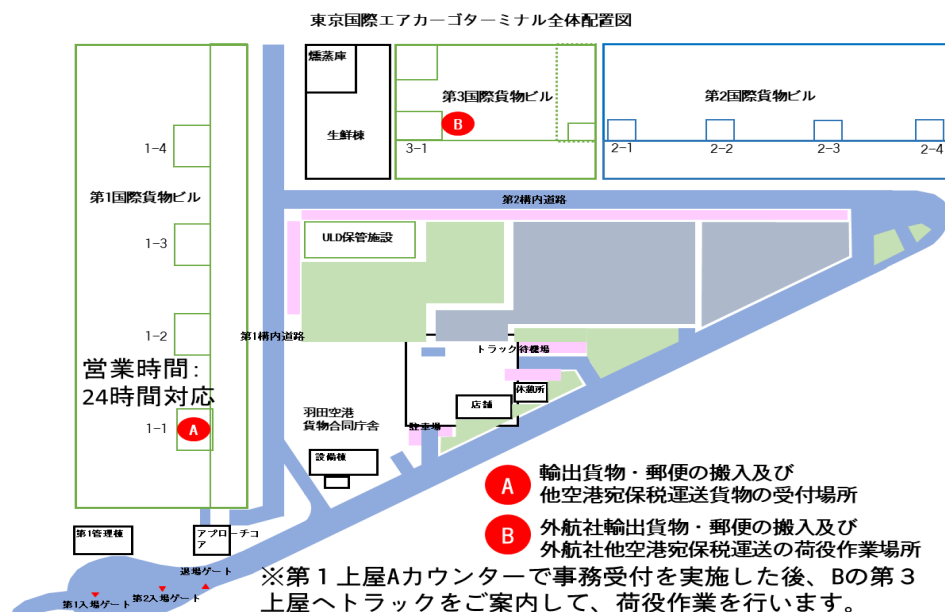 東京国際エアカーゴターミナル全体配置図
燻蒸庫
生鮮棟
第3国際貨物ビル
B
3-1
第2国際貨物ビル
2-1
2-2
2-3
2-4
1-4
第1国際貨物ビル
1-3
1-2
営業時間:
24時間対応
1-1
A
第2構内道路
ULD保管施設
第1構内道路
トラック待機場
休憩所
店舗
駐車場
羽田空港
貨物合同庁舎
設備棟
第1管理棟
アプローチコ
ア
退場ゲート
第2入場ゲート
第1入場ゲート
A
輸出貨物・郵便の搬入及び
他空港宛保税運送貨物の受付場所
B
外航社輸出貨物・郵便の搬入及び
外航社他空港宛保税運送の荷役作業場所
※第1上屋Aカウンターで事務受付を実施した後、Bの第3
上屋へトラックをご案内して、荷役作業を行います。